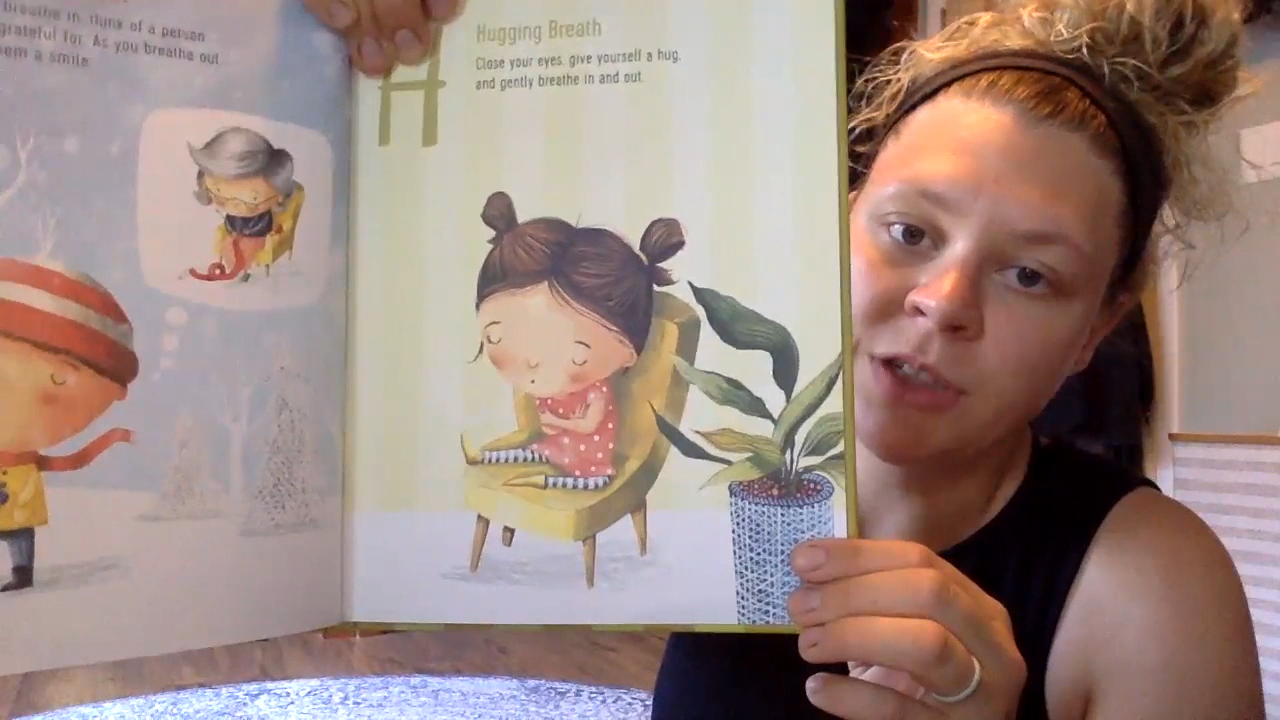 breathe in, think of a person
grateful for. As you breathe out
em a smile.
H
Hugging Breath
Close your eyes, give yourself a hug,
and gently breathe in and out.